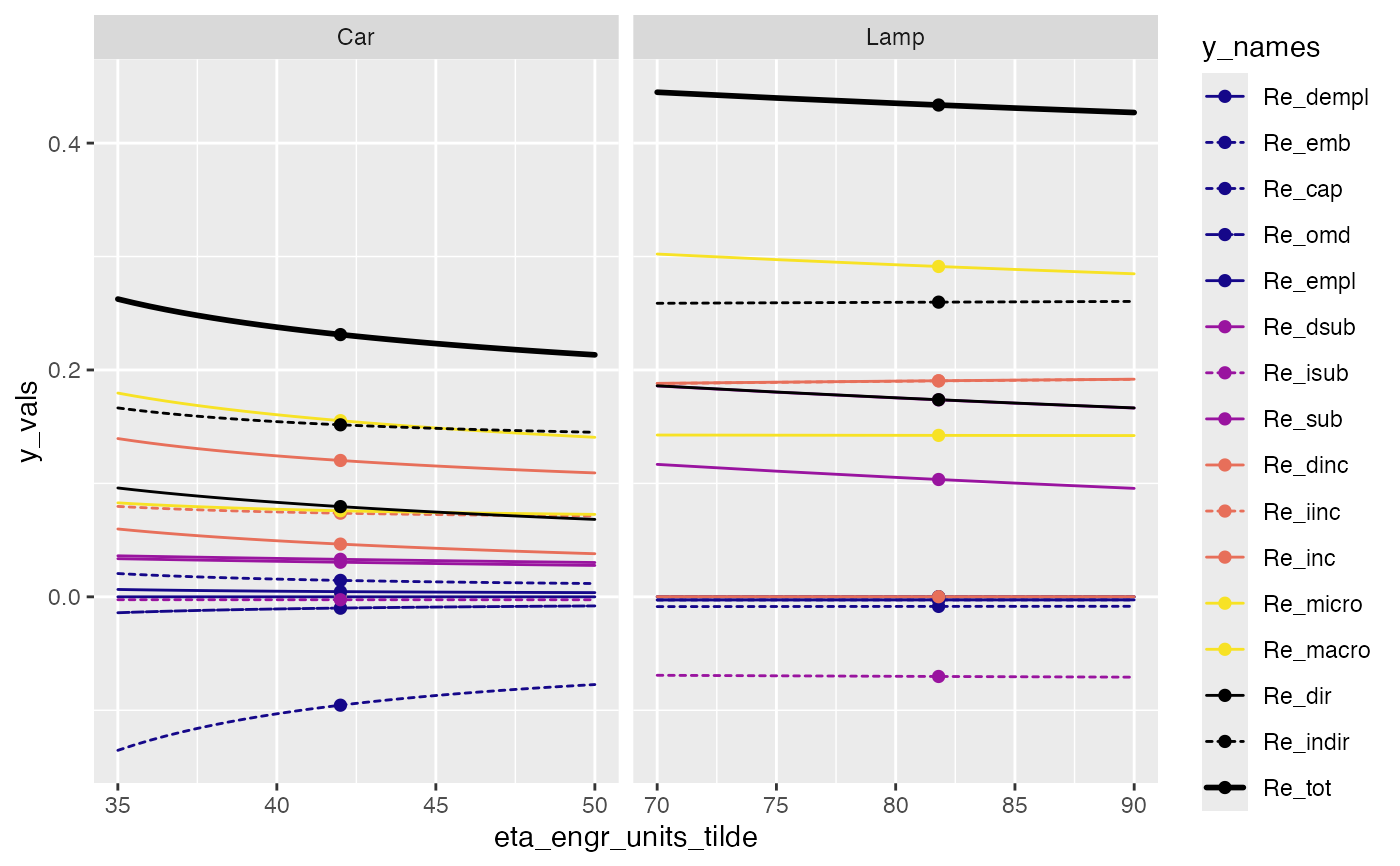 Car
Lamp
y_vals
0.4
0.2
0.0
35
40
45
50
70
75
80
85
90
eta_engr_units_tilde
y_names
Re_dempl
Re_emb
Re_cap
Re_omd
Re_empl
Re_dsub
Re_isub
Re_sub
Re_dinc
Re_iinc
Re_inc
Re_micro
Re_macro
Re_dir
Re_indir
Re_tot